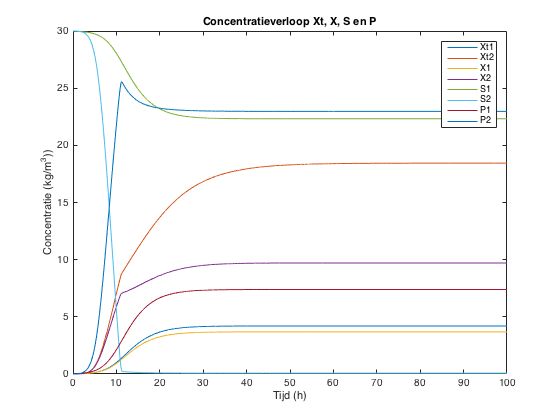 Concentratieverloop Xt, X, S en P
Concentratie (kg/m³))
30
25
20
15
10
5
0
0 10 20 30 40 50 60 70 80 90 100
Tijd (h)
Xt1
Xt2
X1
X2
S1
S2
P1
P2